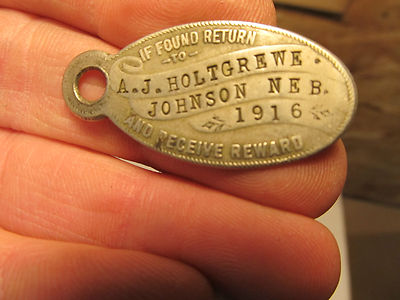 IF FOUND RETURN
-TO-
A.J. HOLTGREWE
JOHNSON NEB.
1916
AND RECEIVE REWARD